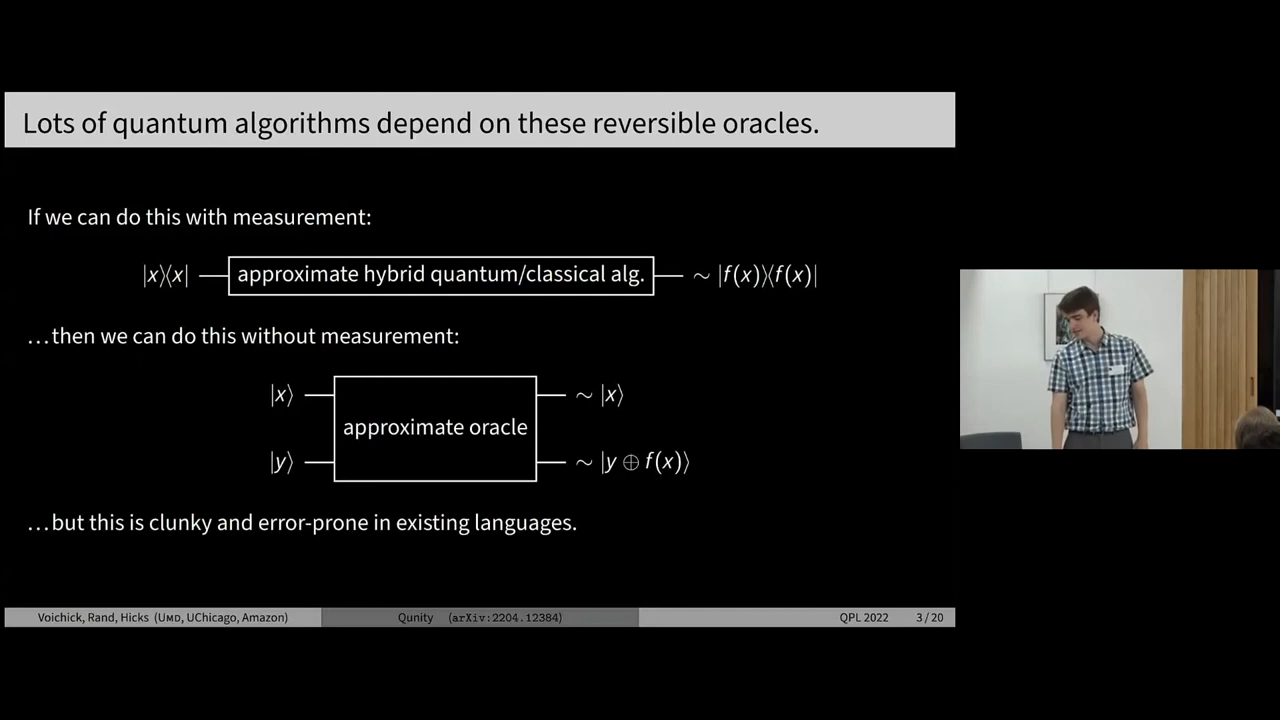 Lots of quantum algorithms depend on these reversible oracles.
If we can do this with measurement:
|x⟩⟨x| approximate hybrid quantum/classical alg. ∼ |f(x)⟩⟨f(x)|
…then we can do this without measurement:
|x⟩ ∼ |x⟩
approximate oracle
|y⟩ ∼ |y ⊕ f(x)⟩
…but this is clunky and error-prone in existing languages.
Voichick, Rand, Hicks (UMD, UChicago, Amazon) Qunity (arXiv:2204.12384) QPL 2022 3 / 20